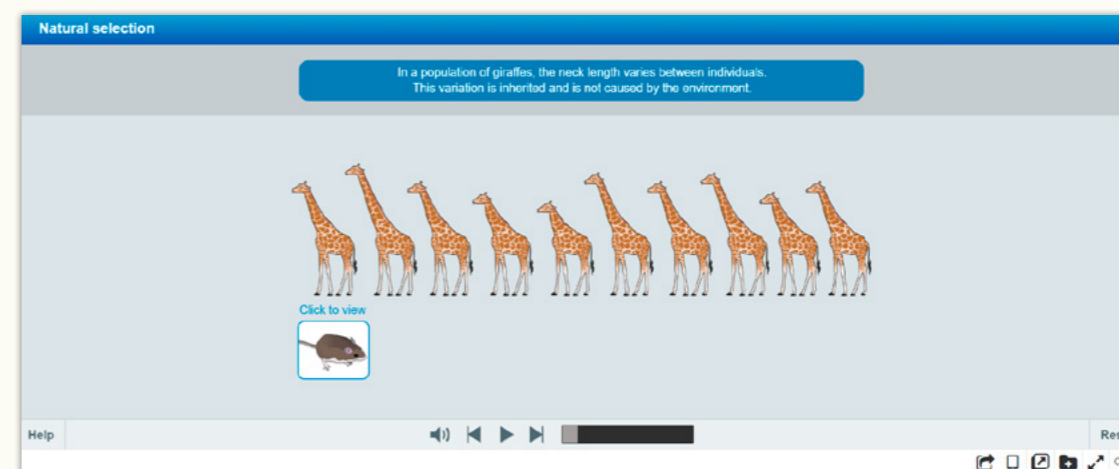 Natural selection
In a population of giraffes, the neck length varies between individuals.
This variation is inherited and is not caused by the environment.
Click to view
Help
Res